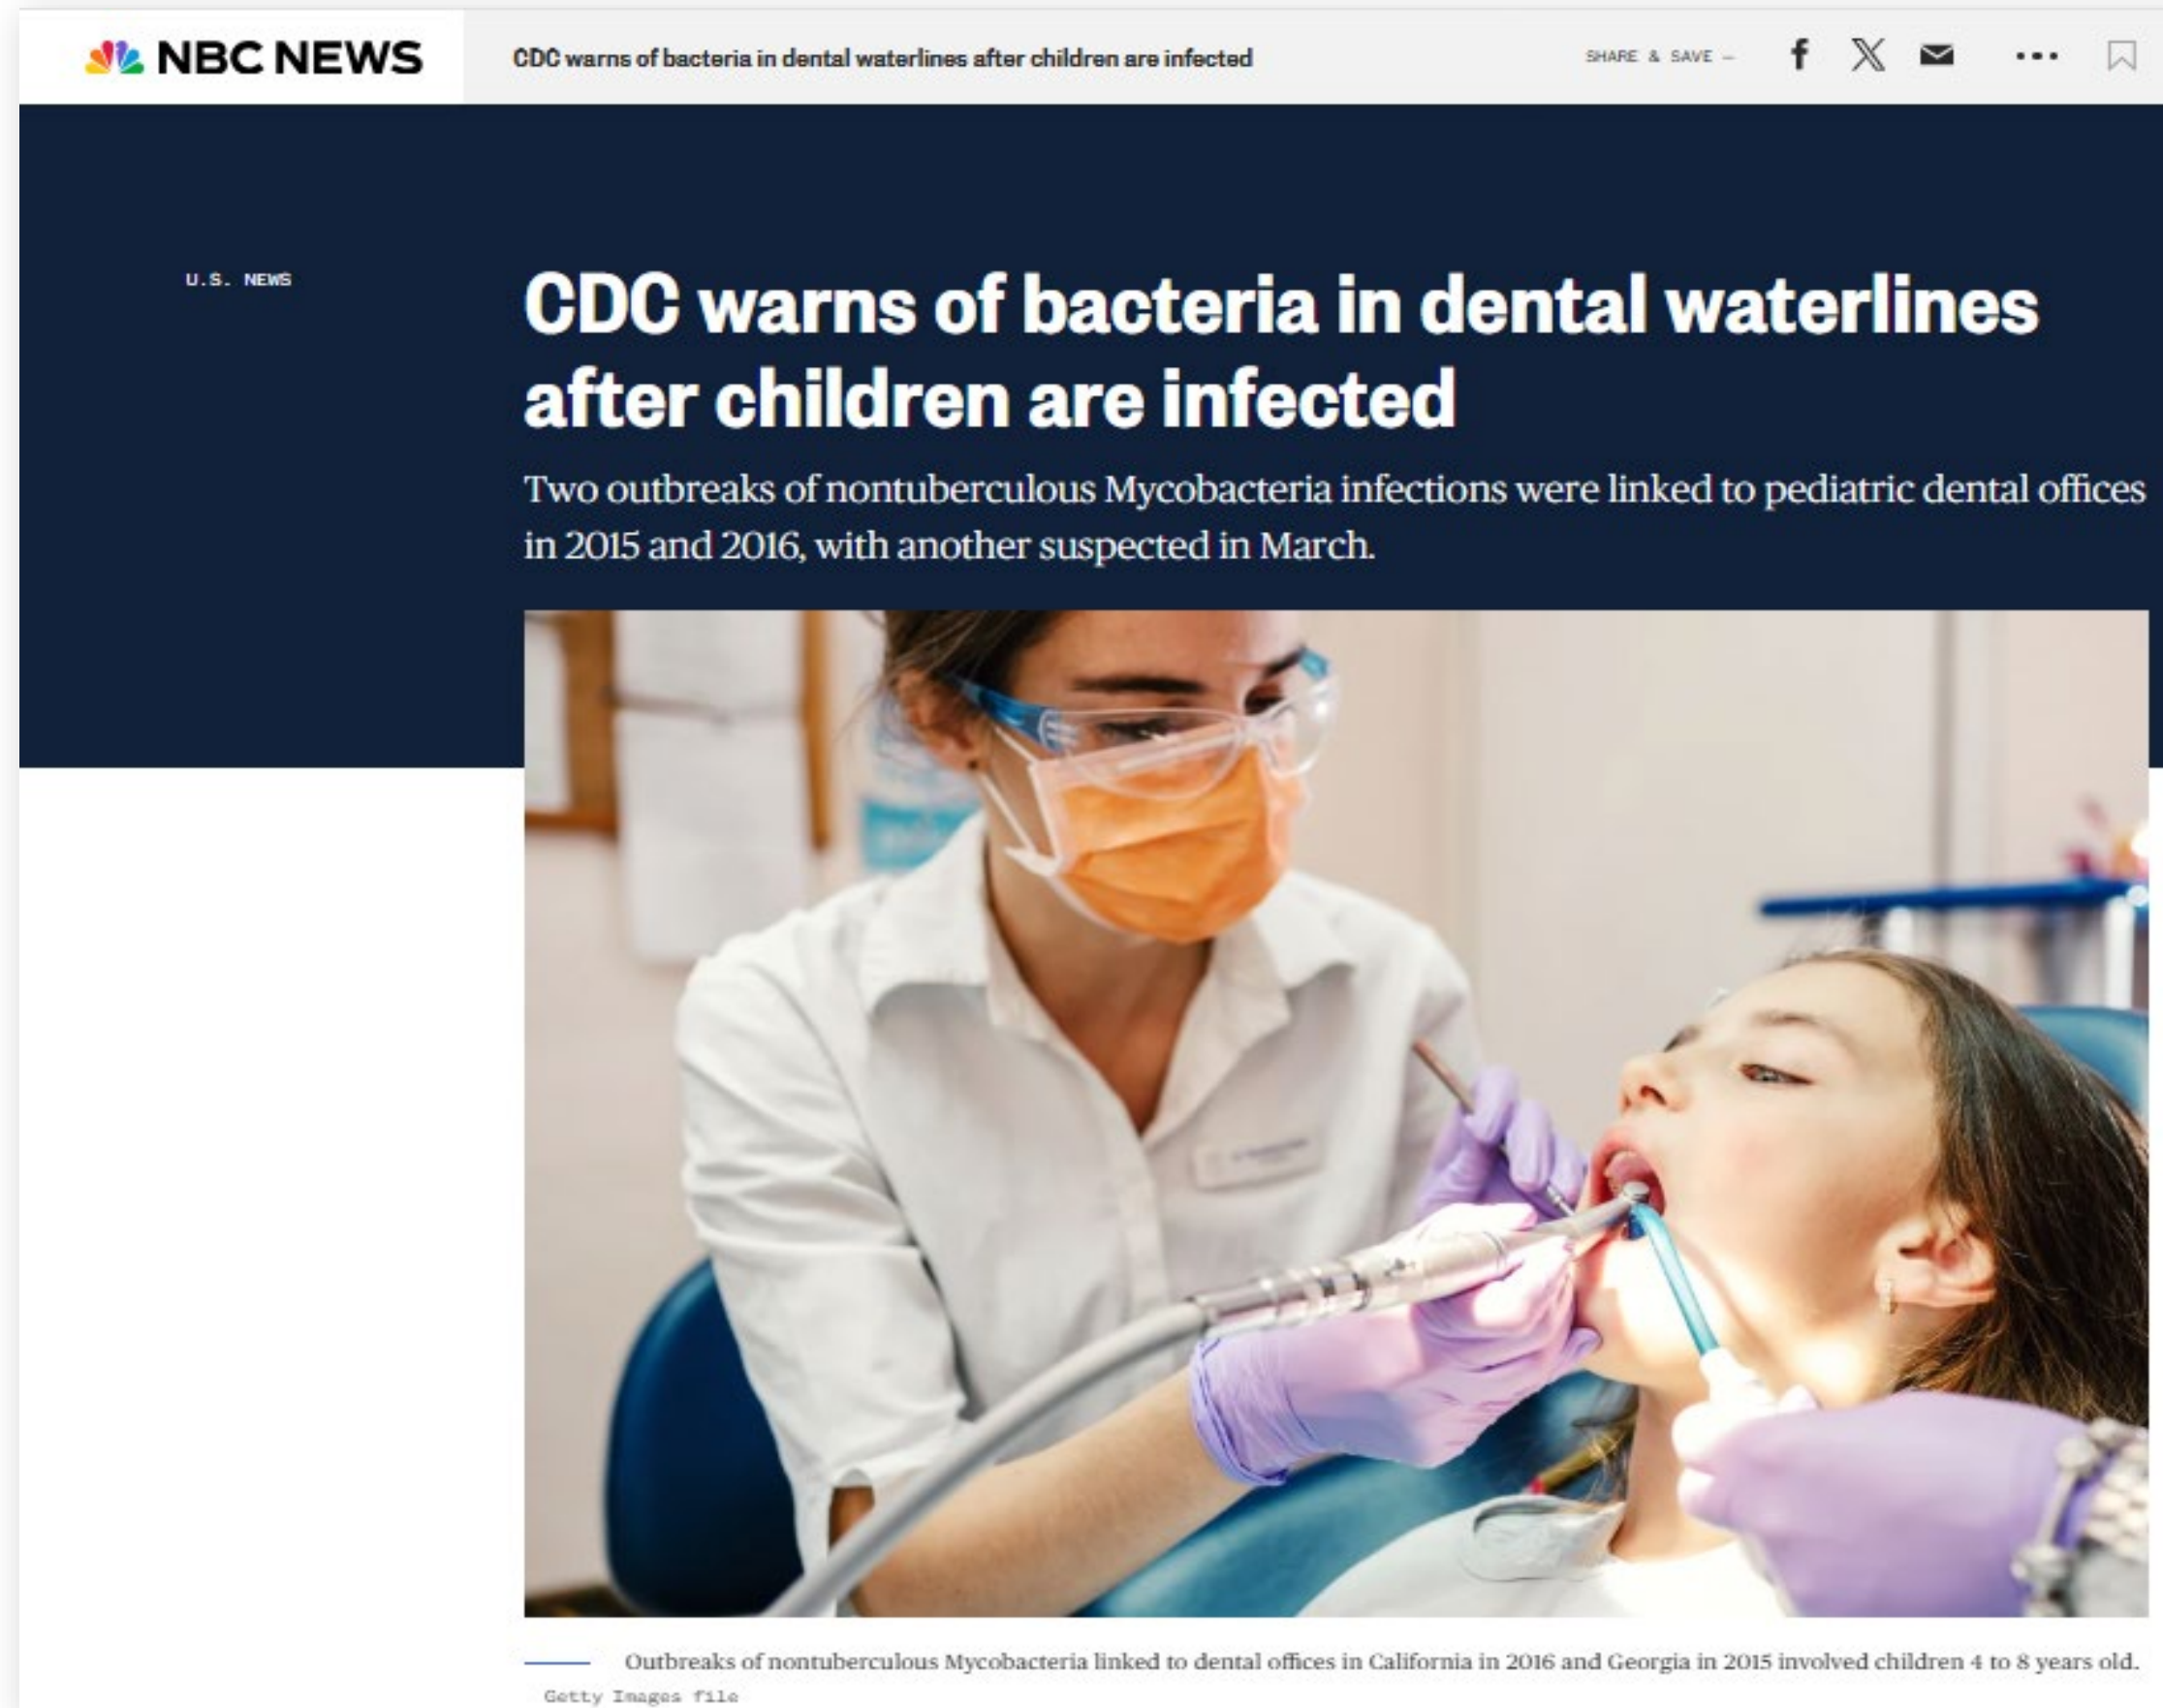 NBC NEWS
CDC warns of bacteria in dental waterlines after children are infected
SHARE & SAVE —
U.S. NEWS
CDC warns of bacteria in dental waterlines
after children are infected
Two outbreaks of nontuberculous Mycobacteria infections were linked to pediatric dental offices
in 2015 and 2016, with another suspected in March.
Outbreaks of nontuberculous Mycobacteria linked to dental offices in California in 2016 and Georgia in 2015 involved children 4 to 8 years old.
Getty Images file